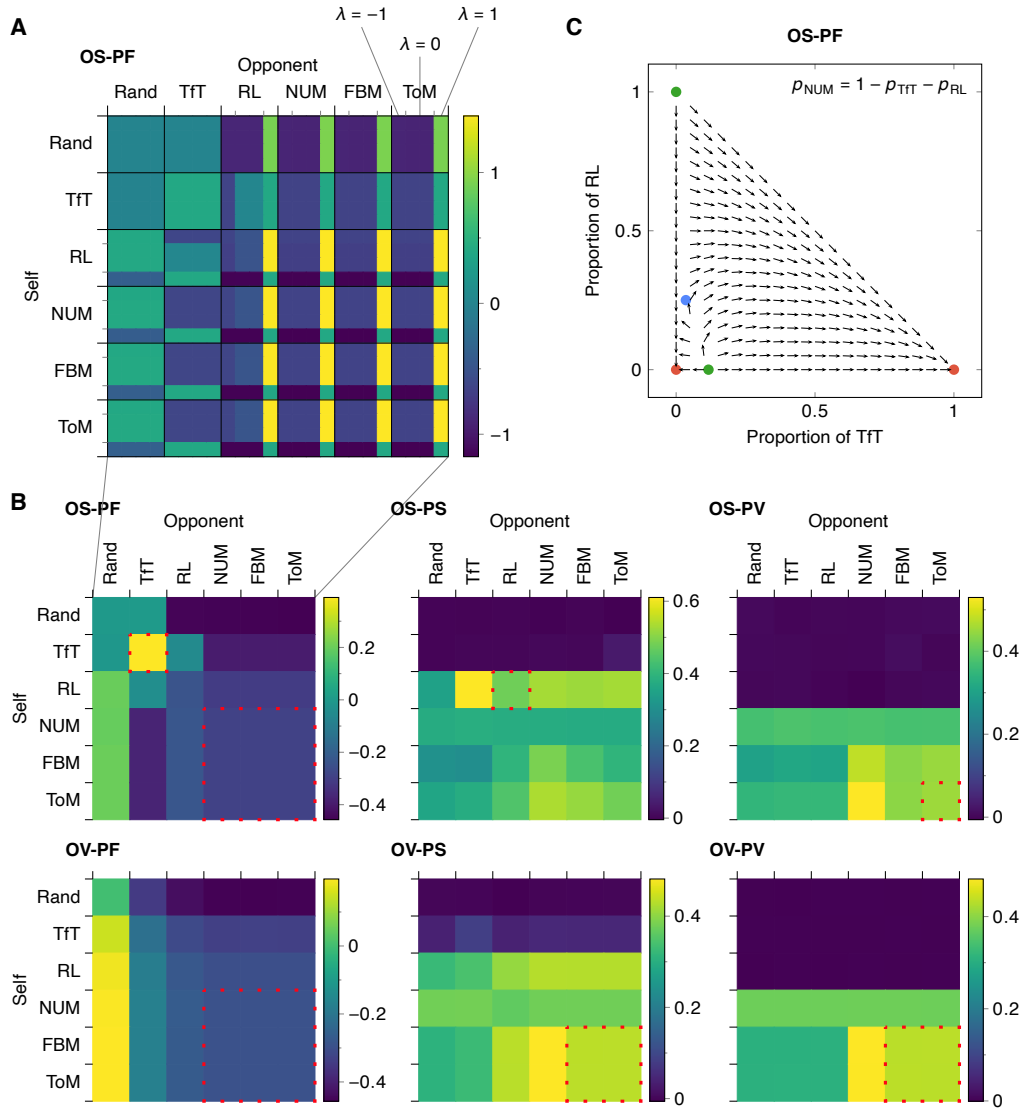 A
λ = −1
λ = 1
λ = 0
OS-PF
Opponent
Rand TfT RL NUM FBM ToM
Self
Rand
TfT
RL
NUM
FBM
ToM
1
0
−1
C
OS-PF
pNUM = 1 − pTfT − pRL
Proportion of RL
1
0.5
0
0 0.5 1
Proportion of TfT
B
OS-PF
Opponent
Rand TfT RL NUM FBM ToM
Self
Rand
TfT
RL
NUM
FBM
ToM
0.2
0
−0.2
−0.4
OS-PS
Opponent
Rand TfT RL NUM FBM ToM
0.6
0.4
0.2
0
OS-PV
Opponent
Rand TfT RL NUM FBM ToM
0.4
0.2
0
OV-PF
Self
Rand
TfT
RL
NUM
FBM
ToM
0
−0.2
−0.4
OV-PS
0.4
0.2
0
OV-PV
0.4
0.2
0